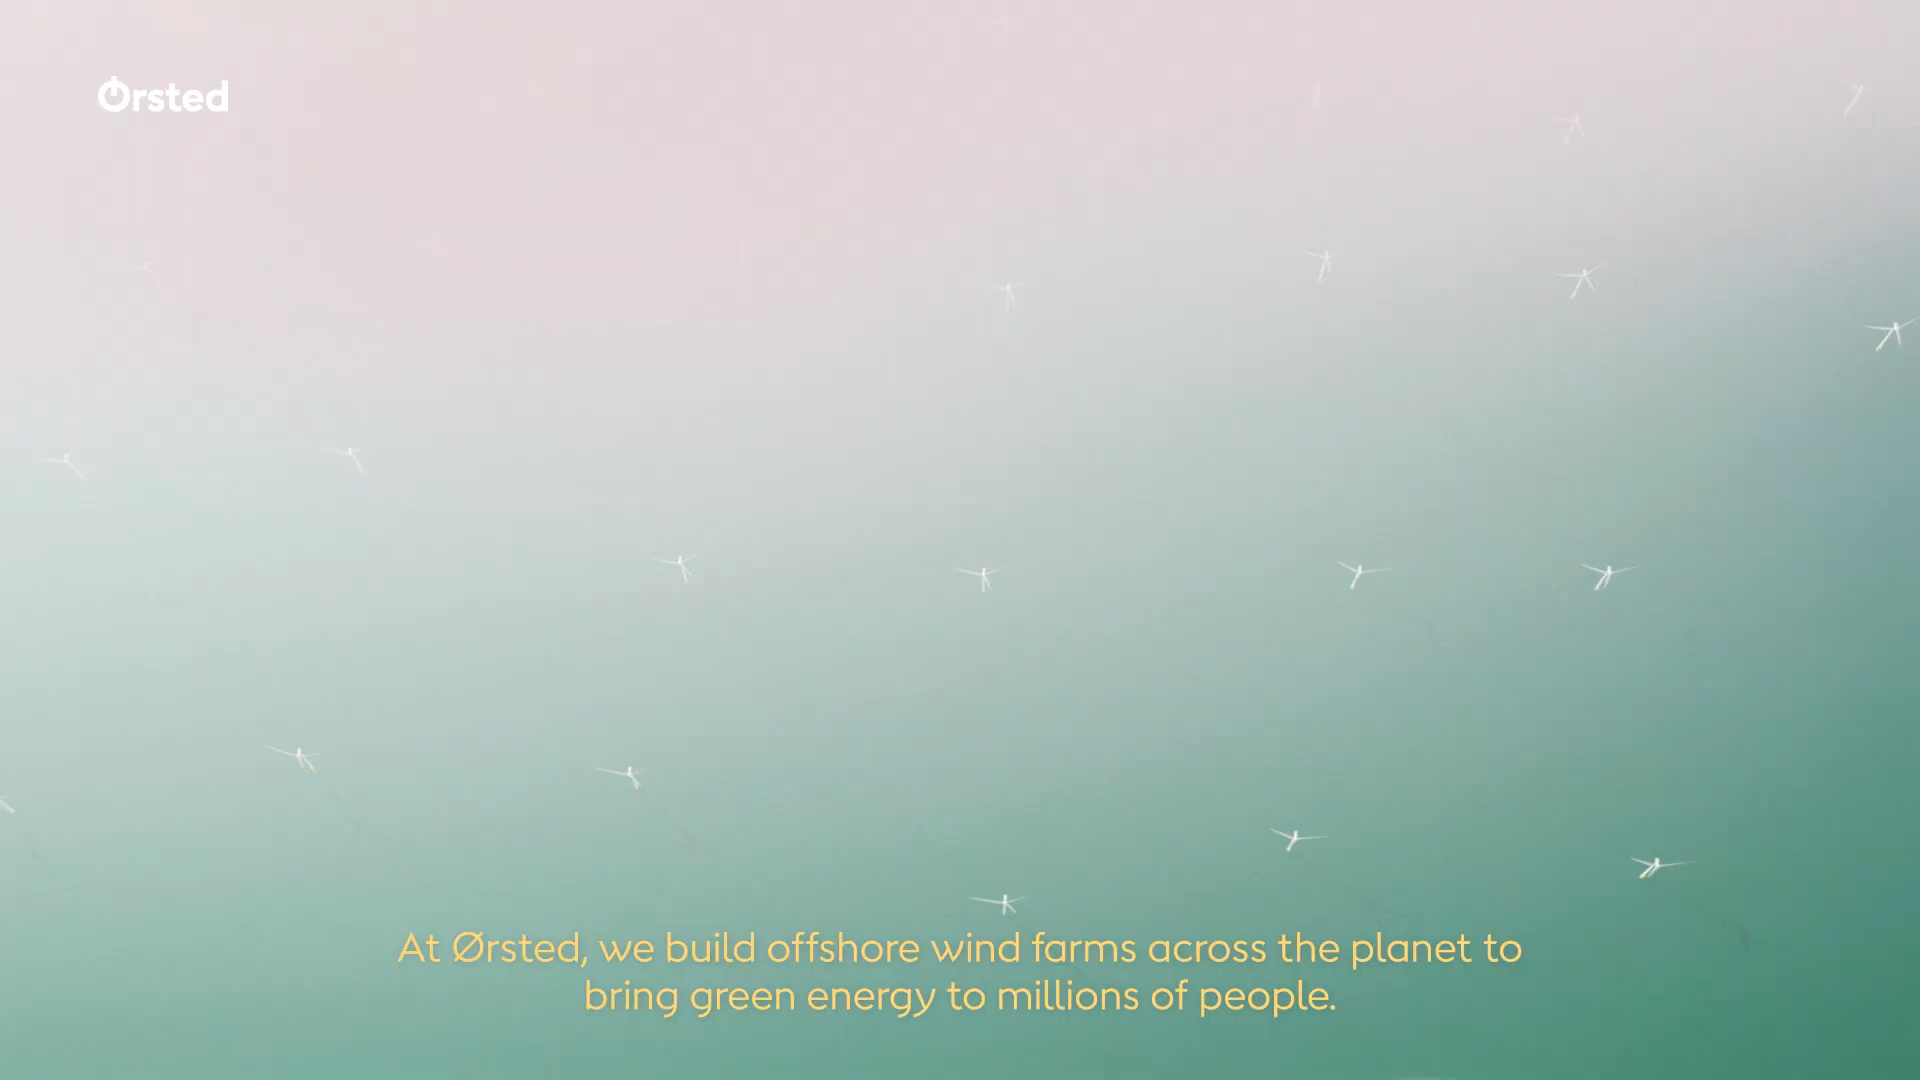 Ørsted
At Ørsted, we build offshore wind farms across the planet to
bring green energy to millions of people.